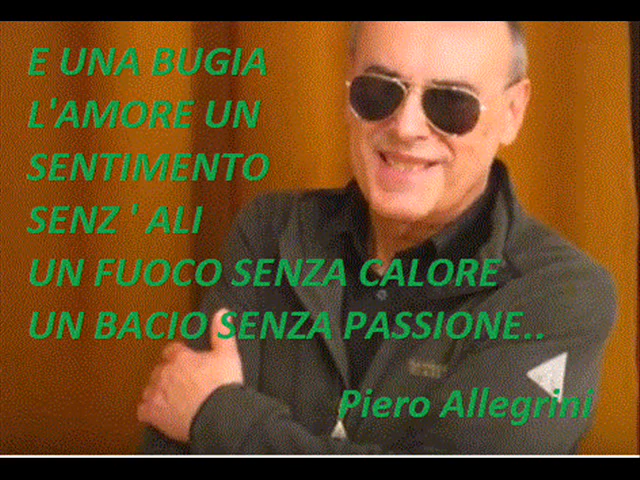 E UNA BUGIA
L'AMORE UN
SENTIMENTO
SENZ ' ALI
UN FUOCO SENZA CALORE
UN BACIO SENZA PASSIONE..
Piero Allegrini